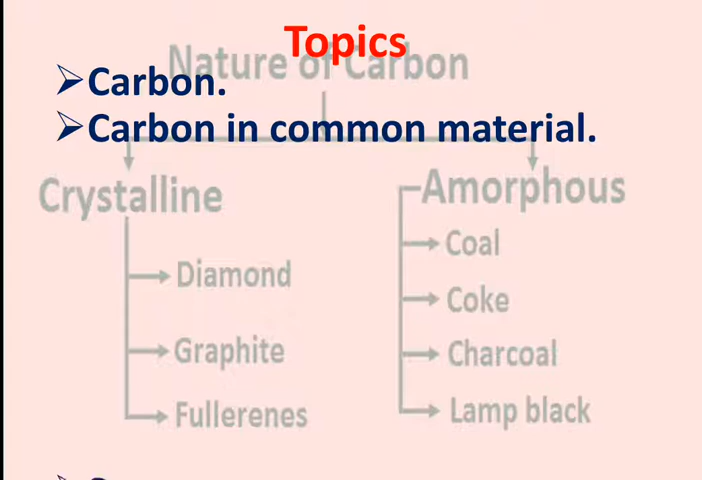 Topics
Nature of Carbon
➢Carbon.
➢Carbon in common material.
Crystalline
Amorphous
Coal
Diamond
Coke
Graphite
Charcoal
Fullerenes
Lamp black